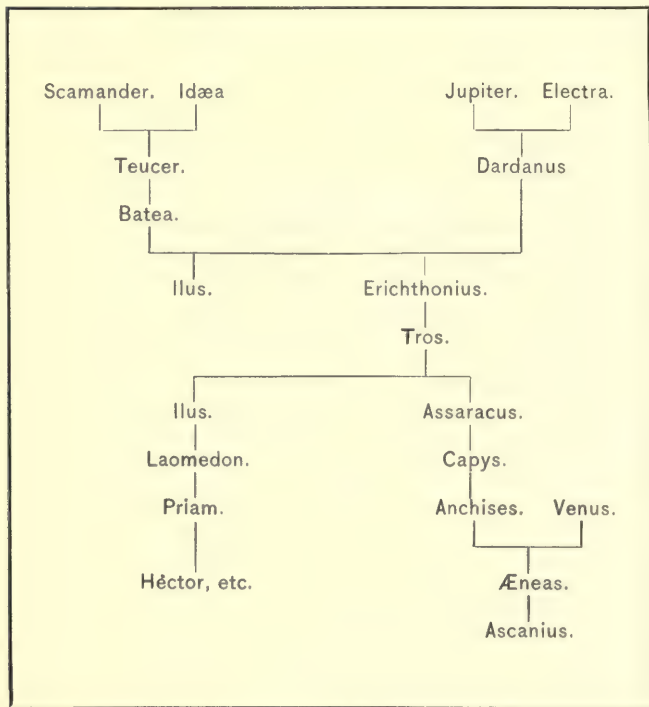 Scamander. Idæa Jupiter. Electra.
Teucer. Dardanus
Batea.
Ilus. Erichthonius.
Tros.
Ilus. Assaracus.
Laomedon. Capys.
Priam. Anchises. Venus.
Héctor, etc. Æneas.
Ascanius.